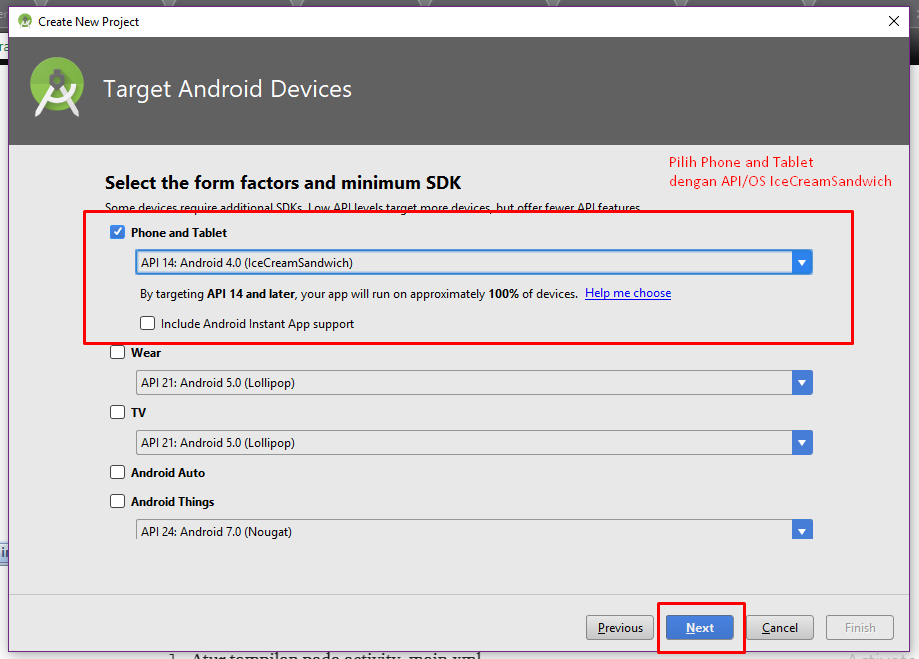 Create New Project
Target Android Devices
Pilih Phone and Tablet
dengan API/OS IceCreamSandwich
Select the form factors and minimum SDK
Some devices require additional SDKs. Low API levels target more devices, but offer fewer API features.
Phone and Tablet
API 14: Android 4.0 (IceCreamSandwich)
By targeting API 14 and later, your app will run on approximately 100% of devices. Help me choose
Include Android Instant App support
Wear
API 21: Android 5.0 (Lollipop)
TV
API 21: Android 5.0 (Lollipop)
Android Auto
Android Things
API 24: Android 7.0 (Nougat)
Previous Next Cancel Finish
1. Atur tampilan pada activity_main.xml